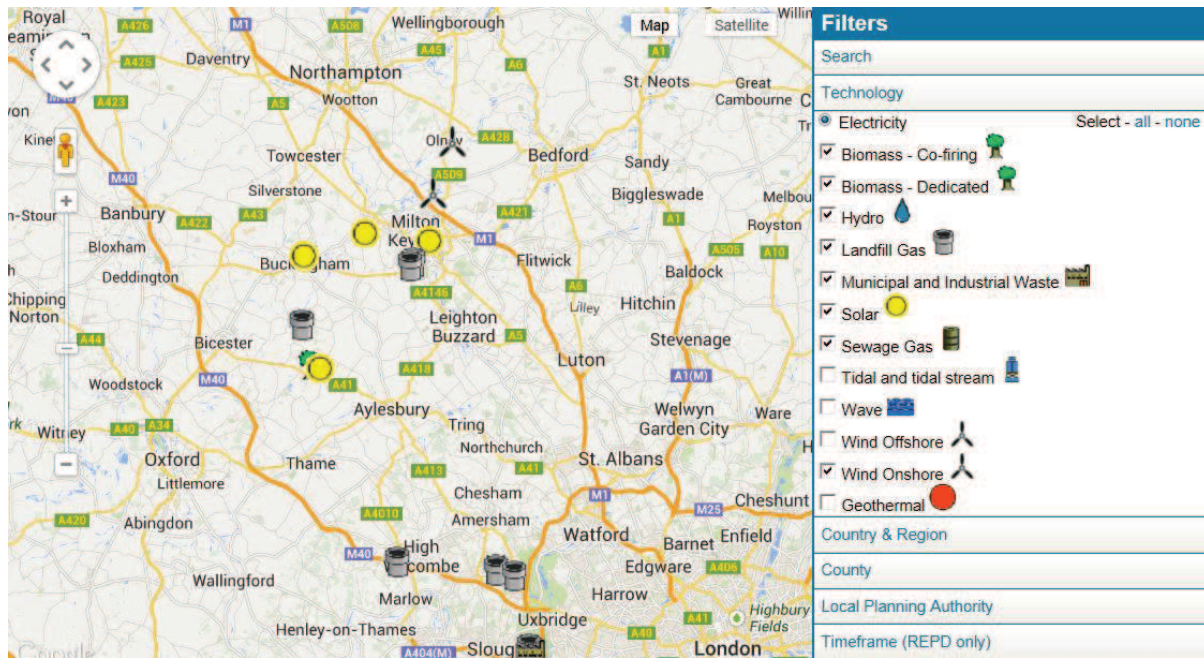 Royal
A426
A508
Wellingborough
Map
Satellite
M1
Daventry
A425
A45
A6
A1
Northampton
St. Neots
Great
Cambourne
M40
A423
A5
Wootton
Olney
A428
Bedford
Towcester
A509
Sandy
Silverstone
M40
Biggleswade
Banbury
A422
A43
Milton
A421
A1
Royston
Bloxham
M1
A505
A10
Deddington
Buckingham
Flitwick
Baldock
A4146
A6
Chipping
Norton
Lilley
Hitchin
Leighton
Buzzard
A5
A44
Bicester
Stevenage
Luton
M40
A418
A41
A1(M)
Woodstock
Aylesbury
Welwyn
Garden City
Ware
Witney
A40
A34
Tring
Northchurch
Oxford
Thame
A413
A41
St. Albans
Littlemore
Chesham
M1
Cheshunt
A420
Abingdon
A4010
Amersham
M25
Watford
Barnet
Enfield
M40
High
Edgware
A406
Wallingford
Marlow
Harrow
Highbury
Fields
Uxbridge
A41
Henley-on-Thames
A40
A404(M)
London
Filters
Search
Technology
Electricity
Select - all - none
Biomass - Co-firing
Biomass - Dedicated
Hydro
Landfill Gas
Municipal and Industrial Waste
Solar
Sewage Gas
Tidal and tidal stream
Wave
Wind Offshore
Wind Onshore
Geothermal
Country & Region
County
Local Planning Authority
Timeframe (REPD only)